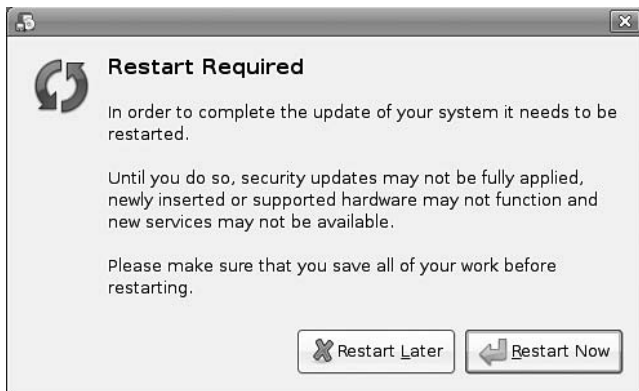 Restart Required
In order to complete the update of your system it needs to be
restarted.
Until you do so, security updates may not be fully applied,
newly inserted or supported hardware may not function and
new services may not be available.
Please make sure that you save all of your work before
restarting.
Restart Later
Restart Now